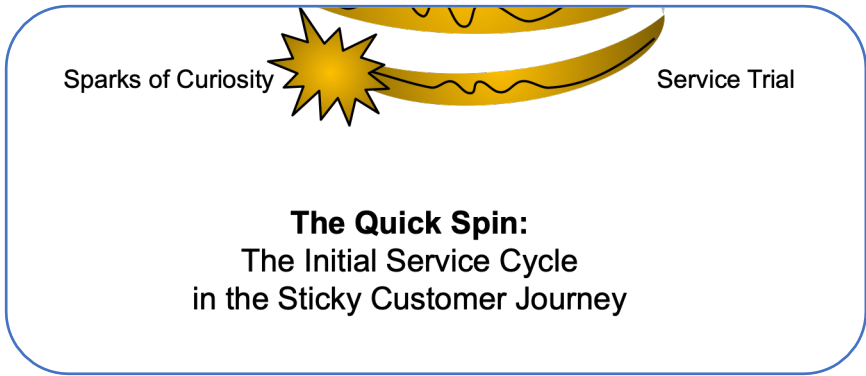 Sparks of Curiosity
Service Trial
The Quick Spin:
The Initial Service Cycle
in the Sticky Customer Journey